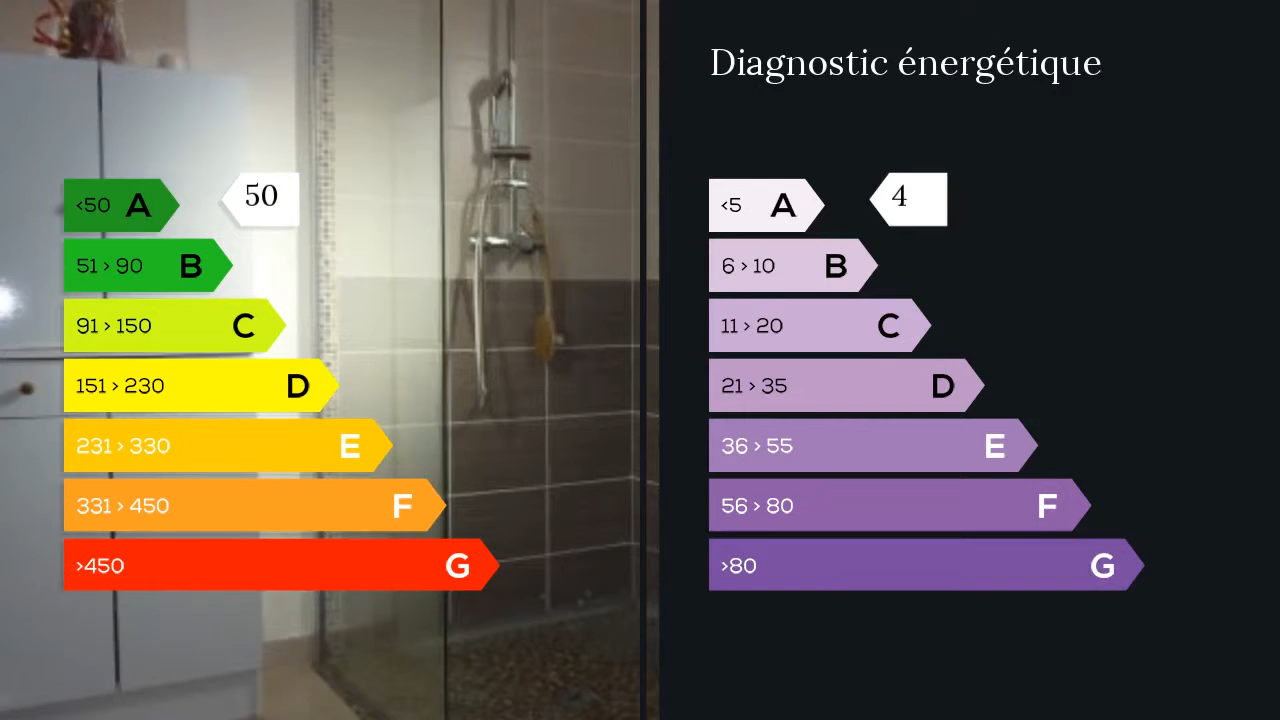 Diagnostic énergétique
<50 A 50
51 > 90 B
91 > 150 C
151 > 230 D
231 > 330 E
331 > 450 F
>450 G
<5 A 4
6 > 10 B
11 > 20 C
21 > 35 D
36 > 55 E
56 > 80 F
>80 G